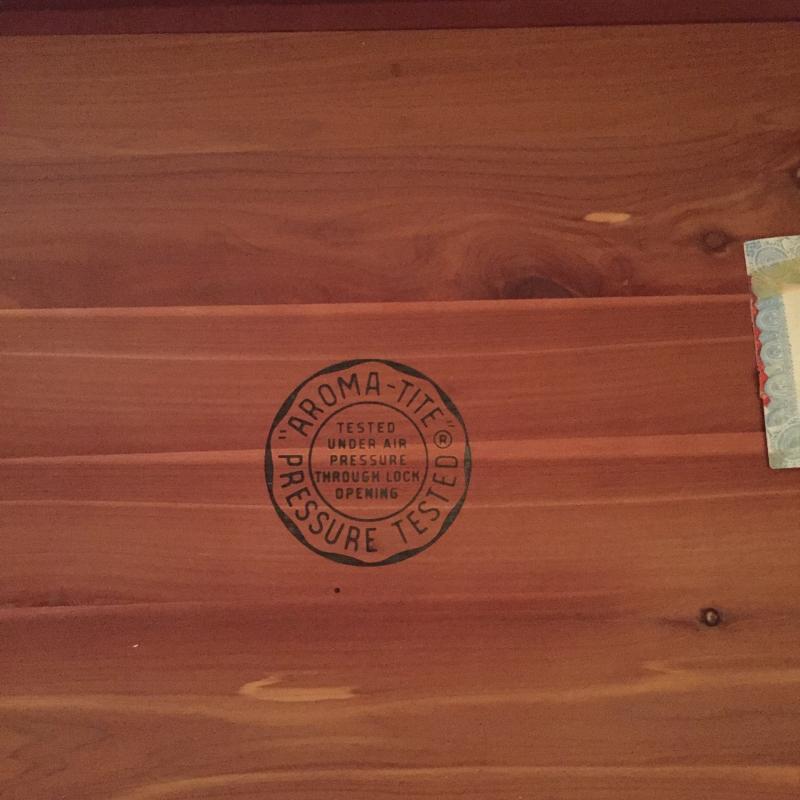 "AROMA-TITE"®
TESTED
UNDER AIR
PRESSURE
THROUGH LOCK
OPENING
PRESSURE TESTED